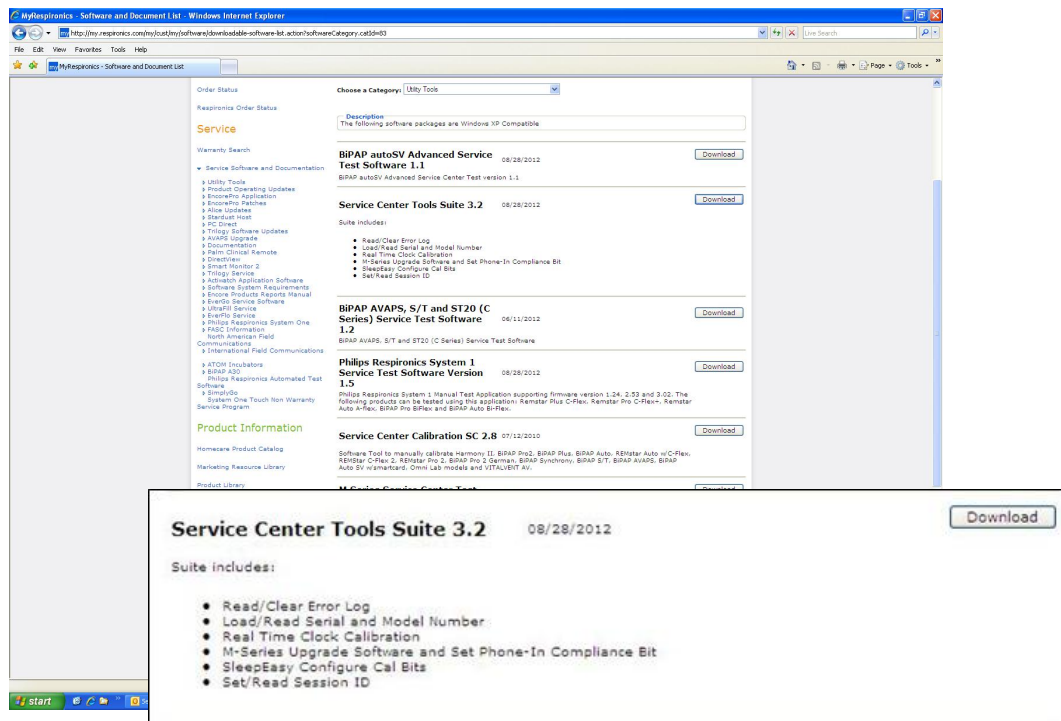 MyRespironics - Software and Document List - Windows Internet Explorer
http://my.respironics.com/my/cust/my/software/downloadable-software-list.action?softwareCategory.catId=83
Live Search
File Edit View Favorites Tools Help
MyRespironics - Software and Document List
Page Tools
Order Status
Respironics Order Status
Service
Warranty Search
Service Software and Documentation
Utility Tools
Product Operating Updates
EncorePro Application
EncorePro Patches
Alice Updates
Stardust Host
PC Direct
Trilogy Software Updates
AVAPS Upgrade
Documentation
Palm Clinical Remote
DirectView
Smart Monitor 2
Trilogy Service
Actiwatch Application Software
Software System Requirements
Encore Products Reports Manual
EverGo Service Software
UltraFill Service
EverFlo Service
Philips Respironics System One
FASC Information
North American Field
Communications
International Field Communications
ATOM Incubators
BiPAP A30
Philips Respironics Automated Test
Software
SimplyGo
System One Touch Non Warranty
Service Program
Product Information
Homecare Product Catalog
Marketing Resource Library
Product Library
Choose a Category: Utility Tools
Description
The following software packages are Windows XP Compatible
BiPAP autoSV Advanced Service
Test Software 1.1
08/28/2012
Download
BiPAP autoSV Advanced Service Center Test version 1.1
Service Center Tools Suite 3.2 08/28/2012
Download
Suite includes:
• Read/Clear Error Log
• Load/Read Serial and Model Number
• Real Time Clock Calibration
• M-Series Upgrade Software and Set Phone-In Compliance Bit
• SleepEasy Configure Cal Bits
• Set/Read Session ID
BiPAP AVAPS, S/T and ST20 (C
Series) Service Test Software
1.2
06/11/2012
Download
BiPAP AVAPS, S/T and ST20 (C Series) Service Test Software
Philips Respironics System 1
Service Test Software Version
1.5
08/28/2012
Download
Philips Respironics System 1 Manual Test Application supporting firmware version 1.24, 2.53 and 3.02. The
following products can be tested using this application: Remstar Plus C-Flex, Remstar Pro C-Flex+, Remstar
Auto A-flex, BiPAP Pro BiFlex and BiPAP Auto Bi-Flex.
Service Center Calibration SC 2.8 07/12/2010
Download
Software Tool to manually calibrate Harmony II, BiPAP Pro2, BiPAP Plus, BiPAP Auto, REMstar Auto w/C-Flex,
REMStar C-Flex 2, REMstar Pro 2, BiPAP Pro 2 German, BiPAP Synchrony, BiPAP S/T, BiPAP AVAPS, BiPAP
Auto SV w/smartcard, Omni Lab models and VITALVENT AV.
M Series Service Center Test
Download
Service Center Tools Suite 3.2 08/28/2012
Download
Suite includes:
• Read/Clear Error Log
• Load/Read Serial and Model Number
• Real Time Clock Calibration
• M-Series Upgrade Software and Set Phone-In Compliance Bit
• SleepEasy Configure Cal Bits
• Set/Read Session ID
start